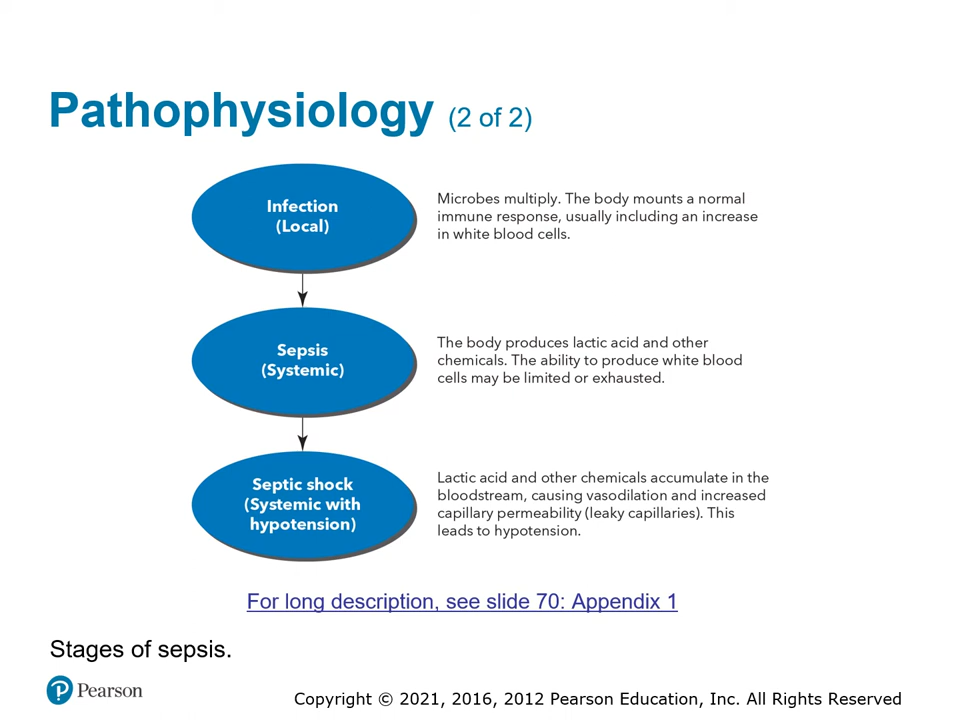 Pathophysiology (2 of 2)
Infection
(Local)
Microbes multiply. The body mounts a normal
immune response, usually including an increase
in white blood cells.
Sepsis
(Systemic)
The body produces lactic acid and other
chemicals. The ability to produce white blood
cells may be limited or exhausted.
Septic shock
(Systemic with
hypotension)
Lactic acid and other chemicals accumulate in the
bloodstream, causing vasodilation and increased
capillary permeability (leaky capillaries). This
leads to hypotension.
For long description, see slide 70: Appendix 1
Stages of sepsis.
Pearson
Copyright © 2021, 2016, 2012 Pearson Education, Inc. All Rights Reserved